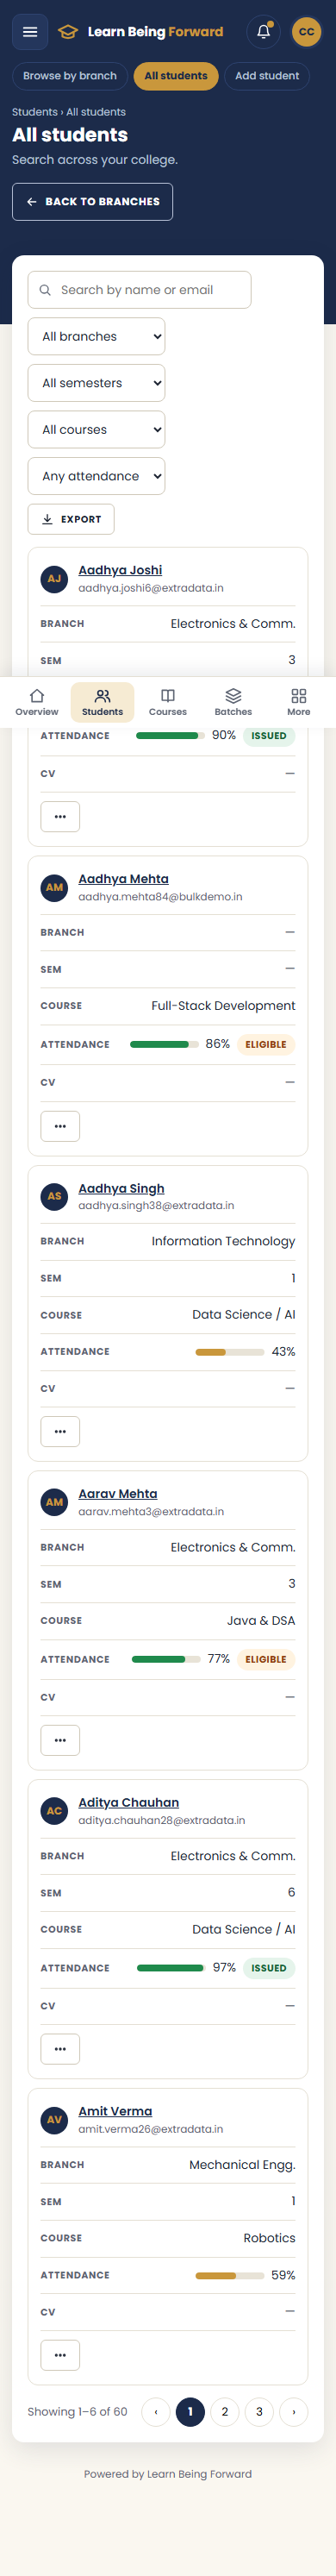 Learn Being Forward
CC
Browse by branch
All students
Add student
Students › All students
All students
Search across your college.
← BACK TO BRANCHES
Search by name or email
All branches
All semesters
All courses
Any attendance
EXPORT
AJ
Aadhya Joshi
aadhya.joshi6@extradata.in
BRANCH Electronics & Comm.
SEM 3
Overview
Students
Courses
Batches
More
ATTENDANCE 90% ISSUED
CV —
•••
AM
Aadhya Mehta
aadhya.mehta84@bulkdemo.in
BRANCH —
SEM —
COURSE Full-Stack Development
ATTENDANCE 86% ELIGIBLE
CV —
•••
AS
Aadhya Singh
aadhya.singh38@extradata.in
BRANCH Information Technology
SEM 1
COURSE Data Science / AI
ATTENDANCE 43%
CV —
•••
AM
Aarav Mehta
aarav.mehta3@extradata.in
BRANCH Electronics & Comm.
SEM 3
COURSE Java & DSA
ATTENDANCE 77% ELIGIBLE
CV —
•••
AC
Aditya Chauhan
aditya.chauhan28@extradata.in
BRANCH Electronics & Comm.
SEM 6
COURSE Data Science / AI
ATTENDANCE 97% ISSUED
CV —
•••
AV
Amit Verma
amit.verma26@extradata.in
BRANCH Mechanical Engg.
SEM 1
COURSE Robotics
ATTENDANCE 59%
CV —
•••
Showing 1–6 of 60 ‹ 1 2 3 ›
Powered by Learn Being Forward